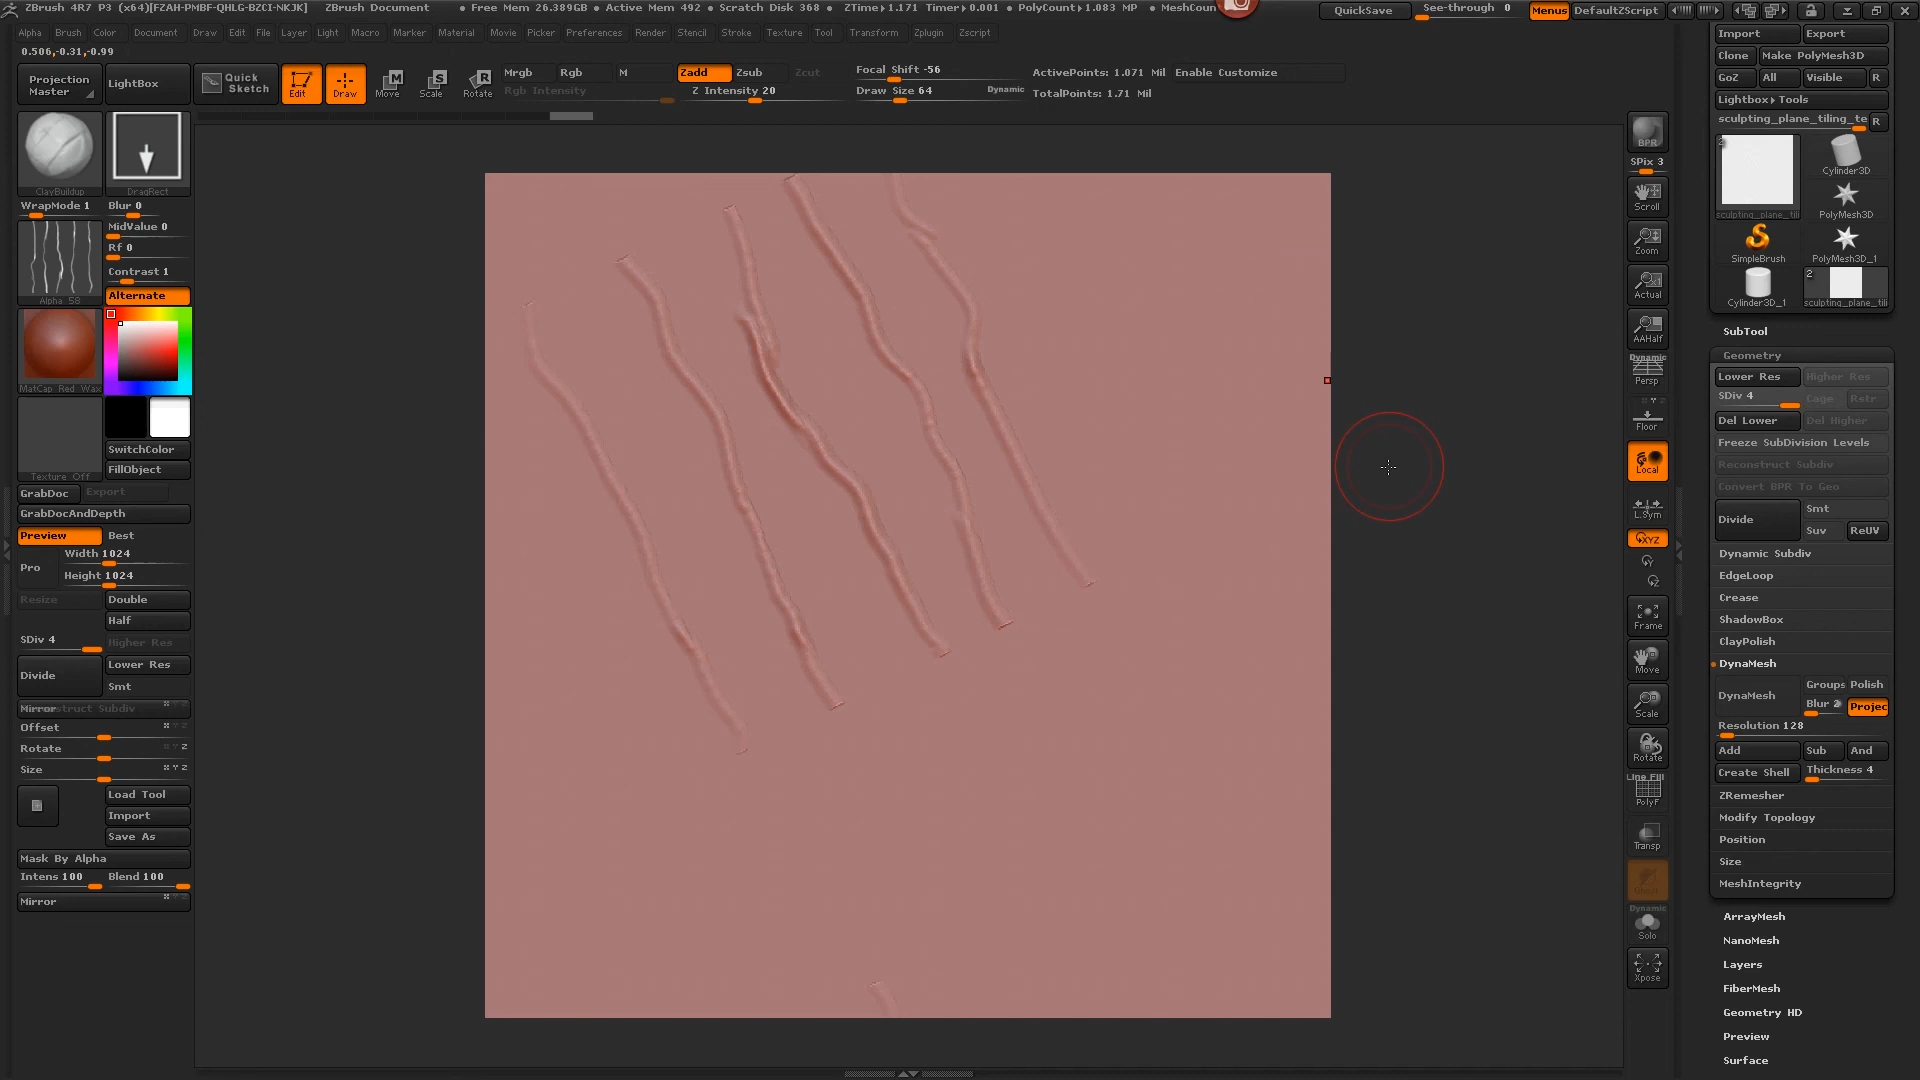 ZBrush 4R7 P3 (x64)[FZAH-PMBF-QHLG-BZCI-NKJK] ZBrush Document • Free Mem 26.389GB • Active Mem 492 • Scratch Disk 368 • ZTime▸1.171 Timer▸0.001 • PolyCount▸1.083 MP • MeshCoun QuickSave See-through 0 Menus DefaultZScript
Alpha Brush Color Document Draw Edit File Layer Light Macro Marker Material Movie Picker Preferences Render Stencil Stroke Texture Tool Transform Zplugin Zscript
0.506,-0.31,-0.99
Projection Master
LightBox
Quick Sketch
Edit
Draw
Move
Scale
Rotate
Mrgb Rgb M
Rgb Intensity
Zadd Zsub Zcut
Z Intensity 20
Focal Shift -56
Draw Size 64 Dynamic
ActivePoints: 1.071 Mil
TotalPoints: 1.71 Mil
Enable Customize
ClayBuildup
DragRect
WrapMode 1
Blur 0
MidValue 0
Rf 0
Contrast 1
Alternate
Alpha 58
MatCap Red Wax
Texture Off
SwitchColor
FillObject
GrabDoc Export
GrabDocAndDepth
Preview Best
Pro
Width 1024
Height 1024
Resize Double
Half
SDiv 4 Higher Res
Divide
Lower Res
Smt
Mirror
Offset
Rotate
Size
Load Tool
Import
Save As
Mask By Alpha
Intens 100 Blend 100
Mirror
BPR
SPix 3
Scroll
Zoom
Actual
AAHalf
Dynamic
Persp
Floor
Local
L.Sym
XYZ
Frame
Move
Scale
Rotate
Line Fill
PolyF
Transp
Ghost
Dynamic
Solo
Xpose
Import Export
Clone Make PolyMesh3D
GoZ All Visible R
Lightbox▸Tools
sculpting_plane_tiling_te R
2
sculpting_plane_tili
Cylinder3D
PolyMesh3D
SimpleBrush
PolyMesh3D_1
Cylinder3D_1
2
sculpting_plane_tili
SubTool
Geometry
Lower Res Higher Res
SDiv 4 Cage Rstr
Del Lower Del Higher
Freeze SubDivision Levels
Reconstruct Subdiv
Convert BPR To Geo
Divide
Smt
Suv ReUV
Dynamic Subdiv
EdgeLoop
Crease
ShadowBox
ClayPolish
DynaMesh
DynaMesh
Groups Polish
Blur 2 Projec
Resolution 128
Add Sub And
Create Shell Thickness 4
ZRemesher
Modify Topology
Position
Size
MeshIntegrity
ArrayMesh
NanoMesh
Layers
FiberMesh
Geometry HD
Preview
Surface